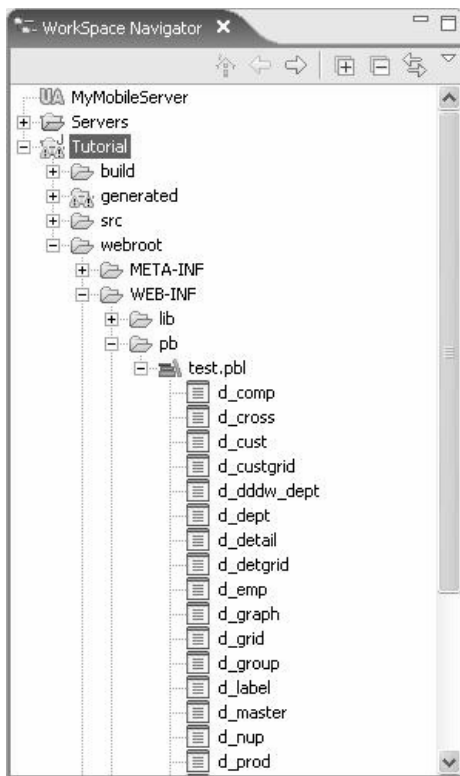 WorkSpace Navigator
MyMobileServer
Servers
Tutorial
build
generated
src
webroot
META-INF
WEB-INF
lib
pb
test.pbl
d_comp
d_cross
d_cust
d_custgrid
d_dddw_dept
d_dept
d_detail
d_detgrid
d_emp
d_graph
d_grid
d_group
d_label
d_master
d_nup
d_prod